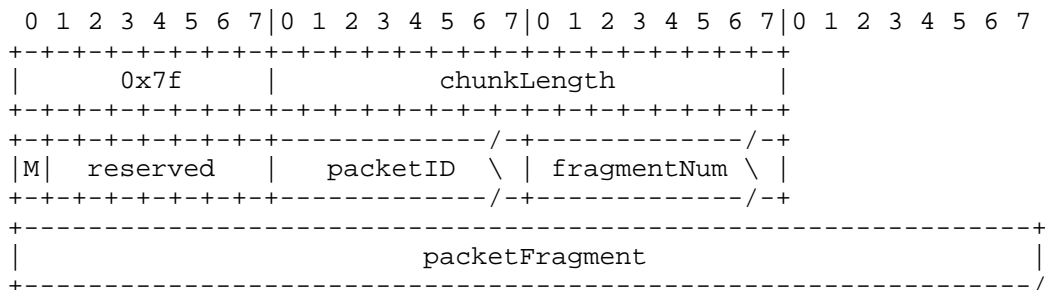 0 1 2 3 4 5 6 7|0 1 2 3 4 5 6 7|0 1 2 3 4 5 6 7|0 1 2 3 4 5 6 7
+-+-+-+-+-+-+-+-+-+-+-+-+-+-+-+-+-+-+-+-+-+-+-+-+
|      0x7f     |          chunkLength          |
+-+-+-+-+-+-+-+-+-+-+-+-+-+-+-+-+-+-+-+-+-+-+-+-+
+-+-+-+-+-+-+-+-+-------------/-+-------------/-+
|M|  reserved   |   packetID  \ | fragmentNum \ |
+-+-+-+-+-+-+-+-+-------------/-+-------------/-+
+---------------------------------------------------------------+
|                         packetFragment                        |
+---------------------------------------------------------------/